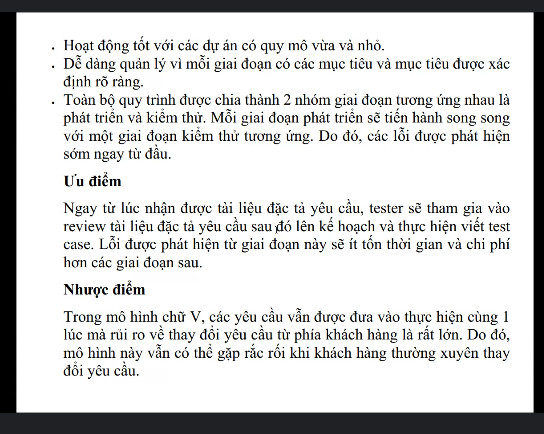 • Hoạt động tốt với các dự án có quy mô vừa và nhỏ.
• Dễ dàng quản lý vì mỗi giai đoạn có các mục tiêu và mục tiêu được xác
định rõ ràng.
• Toàn bộ quy trình được chia thành 2 nhóm giai đoạn tương ứng nhau là
phát triển và kiểm thử. Mỗi giai đoạn phát triển sẽ tiến hành song song
với một giai đoạn kiểm thử tương ứng. Do đó, các lỗi được phát hiện
sớm ngay từ đầu.
Ưu điểm
Ngay từ lúc nhận được tài liệu đặc tả yêu cầu, tester sẽ tham gia vào
review tài liệu đặc tả yêu cầu sau đó lên kế hoạch và thực hiện viết test
case. Lỗi được phát hiện từ giai đoạn này sẽ ít tốn thời gian và chi phí
hơn các giai đoạn sau.
Nhược điểm
Trong mô hình chữ V, các yêu cầu vẫn được đưa vào thực hiện cùng 1
lúc mà rủi ro về thay đổi yêu cầu từ phía khách hàng là rất lớn. Do đó,
mô hình này vẫn có thể gặp rắc rối khi khách hàng thường xuyên thay
đổi yêu cầu.